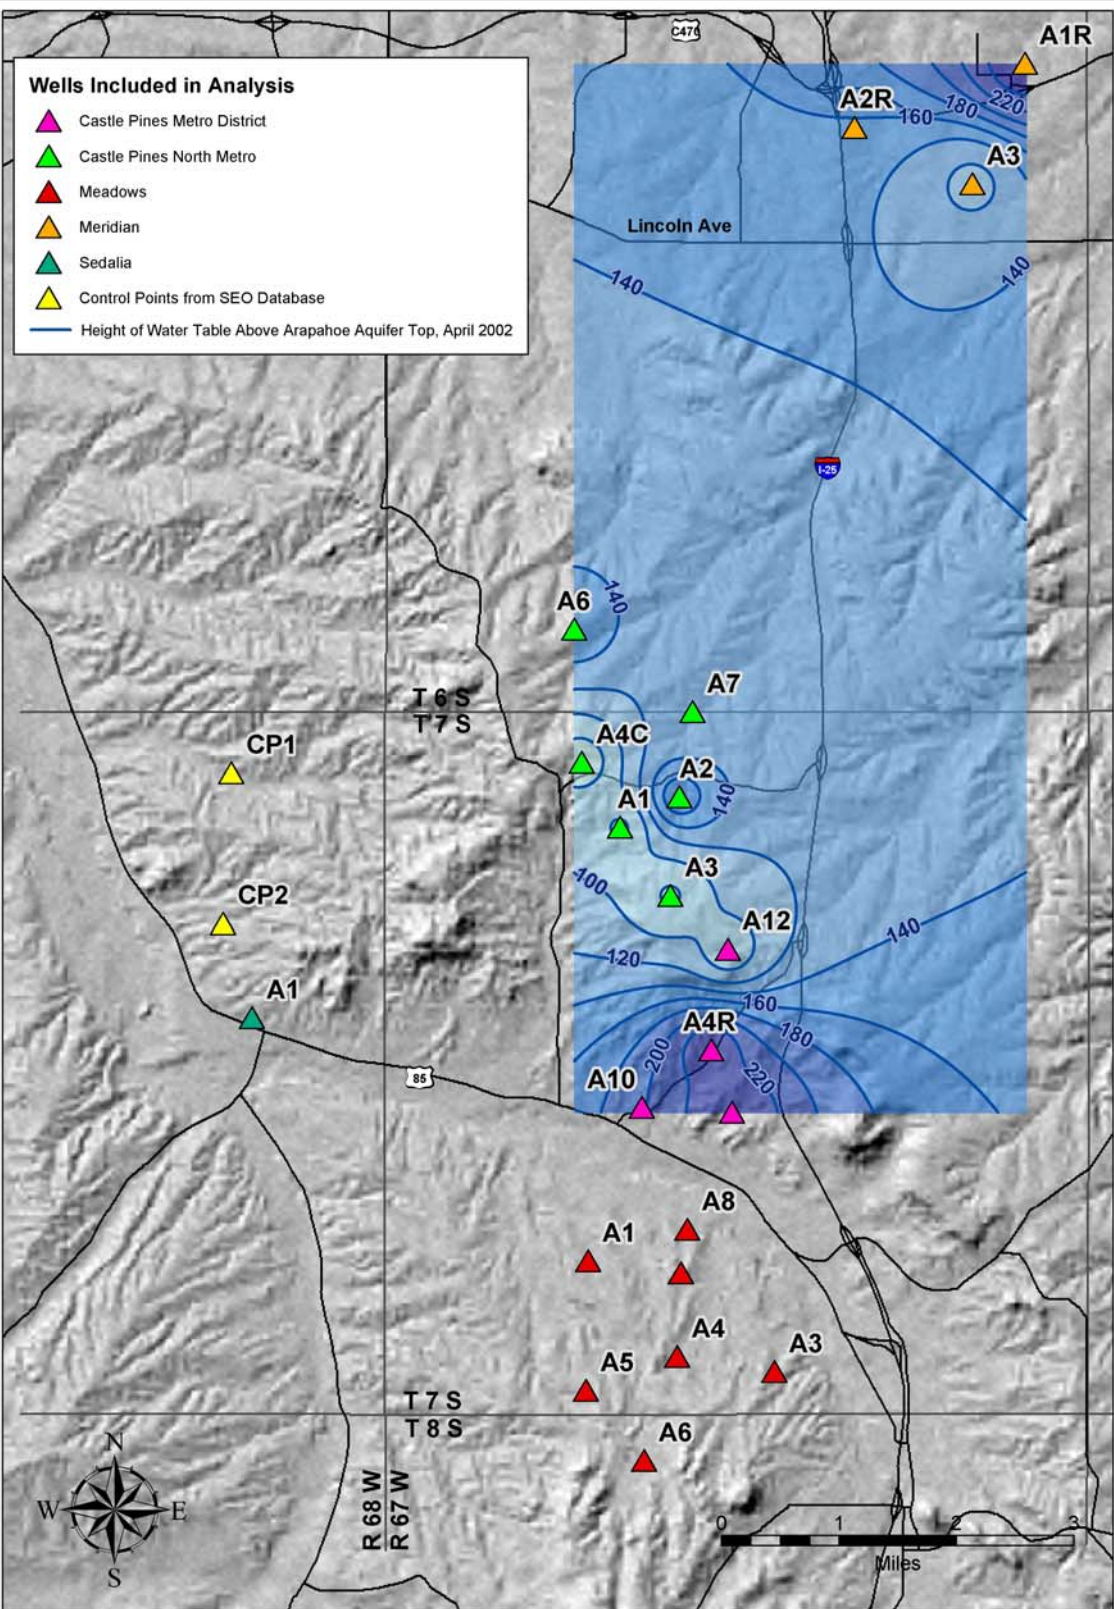 C470
A1R
Wells Included in Analysis
Castle Pines Metro District
Castle Pines North Metro
Meadows
Meridian
Sedalia
Control Points from SEO Database
Height of Water Table Above Arapahoe Aquifer Top, April 2002
A2R
160
180
220
A3
Lincoln Ave
140
140
I-25
A6
140
T 6 S
T 7 S
A7
CP1
A4C
A2
140
A1
A3
100
CP2
A12
140
120
A1
160
A4R
180
200
220
85
A10
A8
A1
A4
A5
A3
T 7 S
T 8 S
A6
N
W
E
S
R 68 W
R 67 W
0 1 2 3
Miles